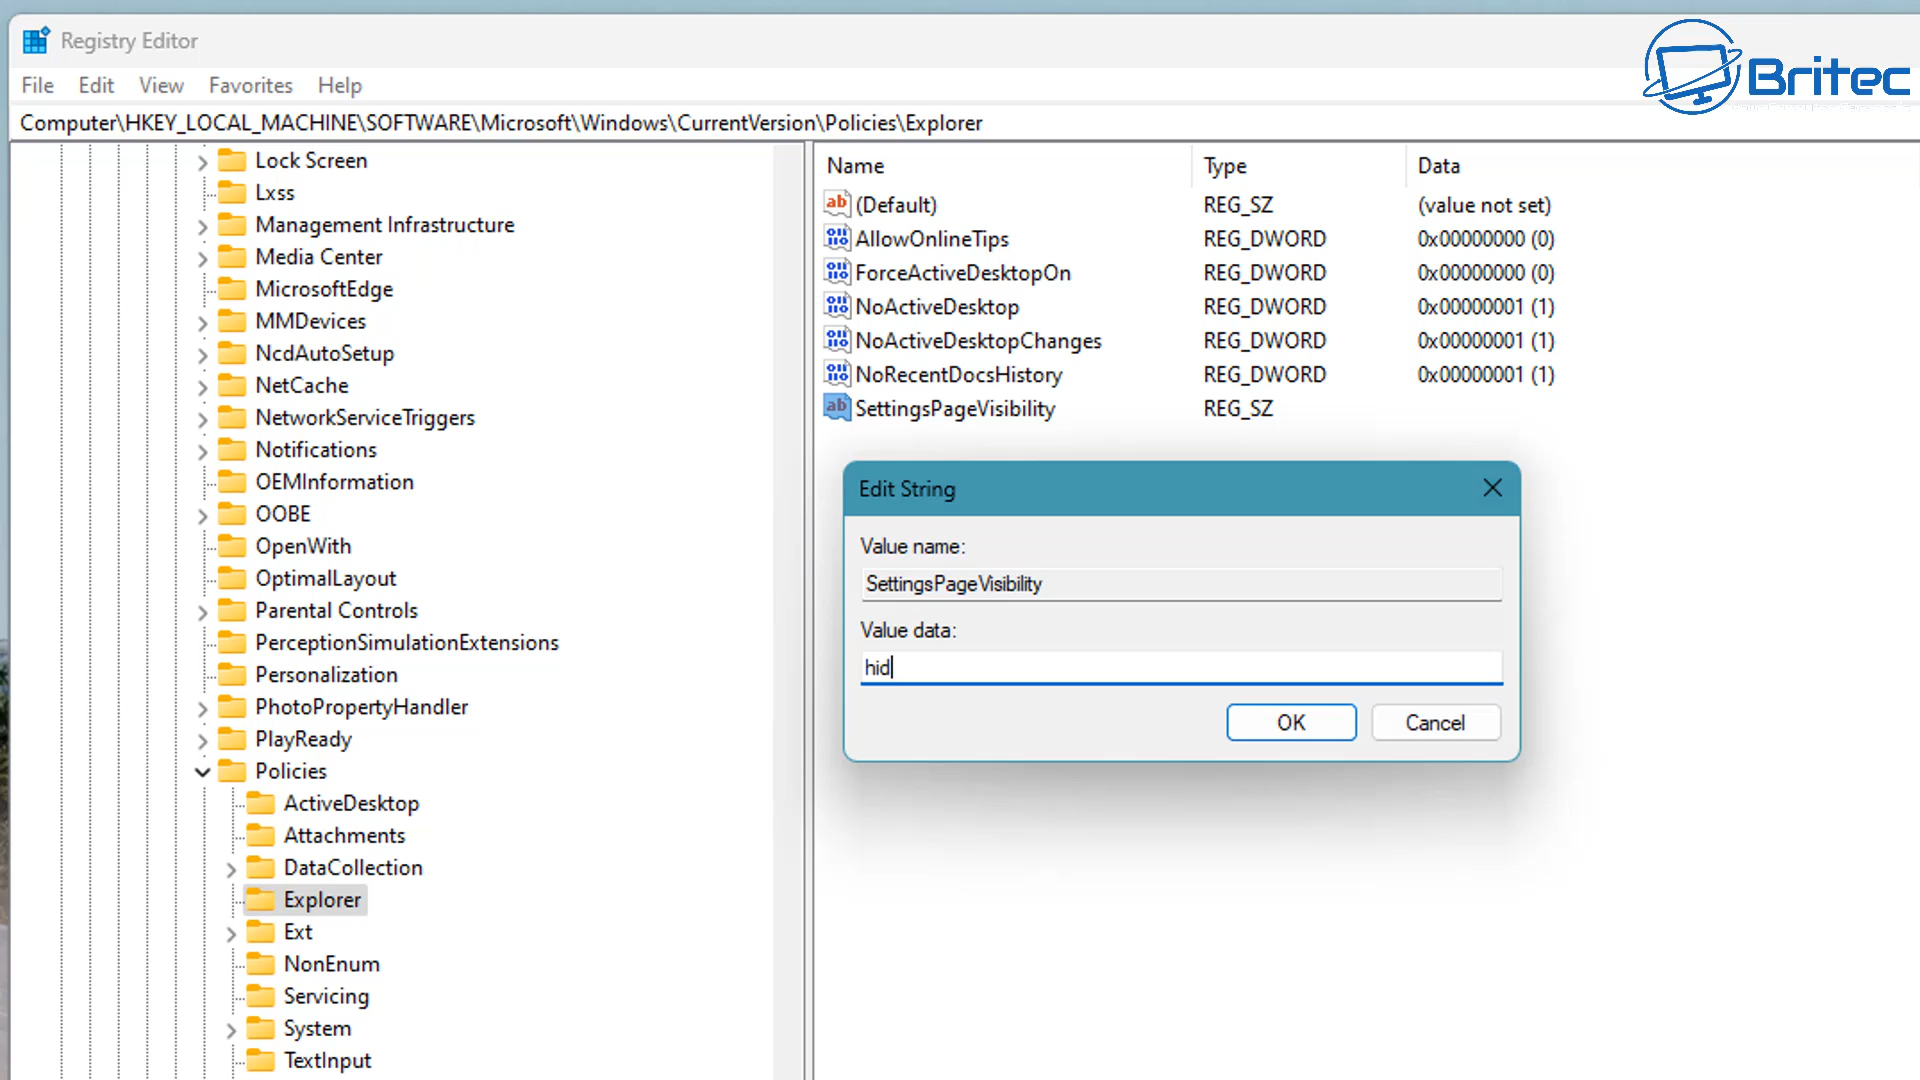 Registry Editor
Britec
File Edit View Favorites Help
Computer\HKEY_LOCAL_MACHINE\SOFTWARE\Microsoft\Windows\CurrentVersion\Policies\Explorer
Lock Screen
Lxss
Management Infrastructure
Media Center
MicrosoftEdge
MMDevices
NcdAutoSetup
NetCache
NetworkServiceTriggers
Notifications
OEMInformation
OOBE
OpenWith
OptimalLayout
Parental Controls
PerceptionSimulationExtensions
Personalization
PhotoPropertyHandler
PlayReady
Policies
ActiveDesktop
Attachments
DataCollection
Explorer
Ext
NonEnum
Servicing
System
TextInput
Name Type Data
(Default) REG_SZ (value not set)
AllowOnlineTips REG_DWORD 0x00000000 (0)
ForceActiveDesktopOn REG_DWORD 0x00000000 (0)
NoActiveDesktop REG_DWORD 0x00000001 (1)
NoActiveDesktopChanges REG_DWORD 0x00000001 (1)
NoRecentDocsHistory REG_DWORD 0x00000001 (1)
SettingsPageVisibility REG_SZ
Edit String
Value name:
SettingsPageVisibility
Value data:
hid
OK Cancel